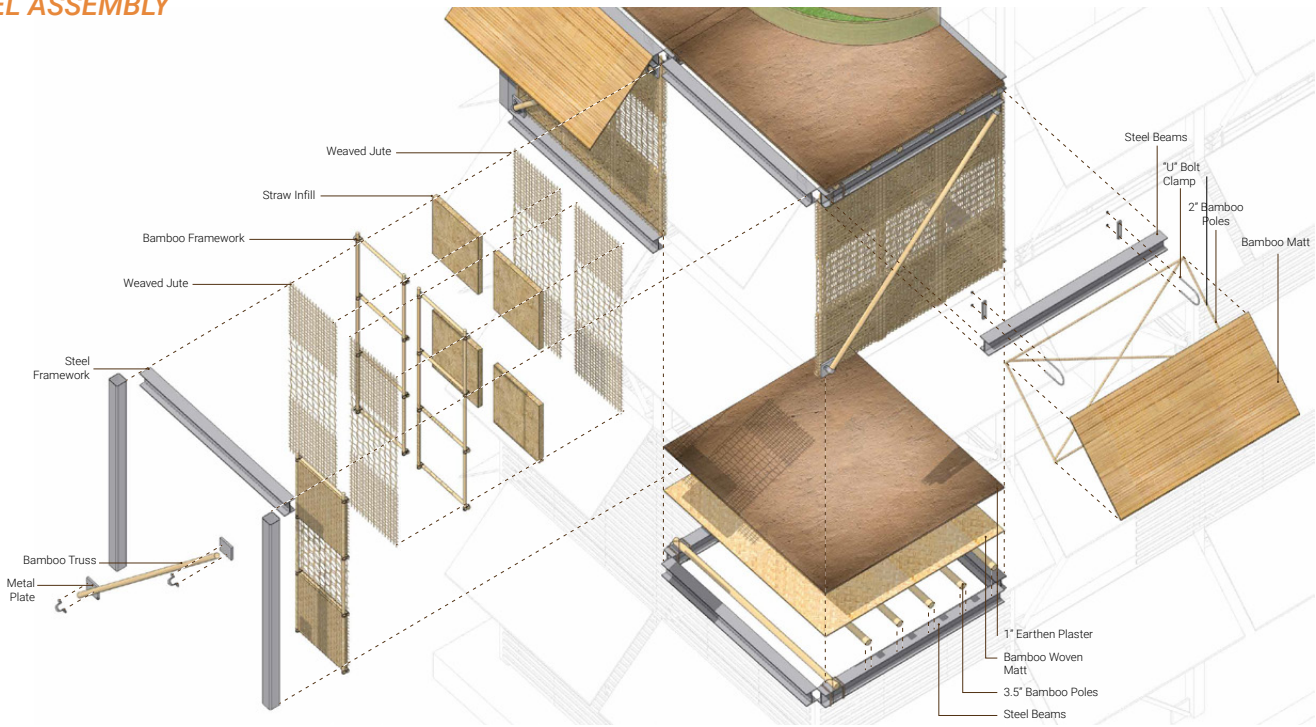 ASSEMBLY
Weaved Jute
Straw Infill
Bamboo Framework
Weaved Jute
Steel
Framework
Bamboo Truss
Metal
Plate
Steel Beams
"U" Bolt
Clamp
2" Bamboo
Poles
Bamboo Matt
1" Earthen Plaster
Bamboo Woven
Matt
3.5" Bamboo Poles
Steel Beams